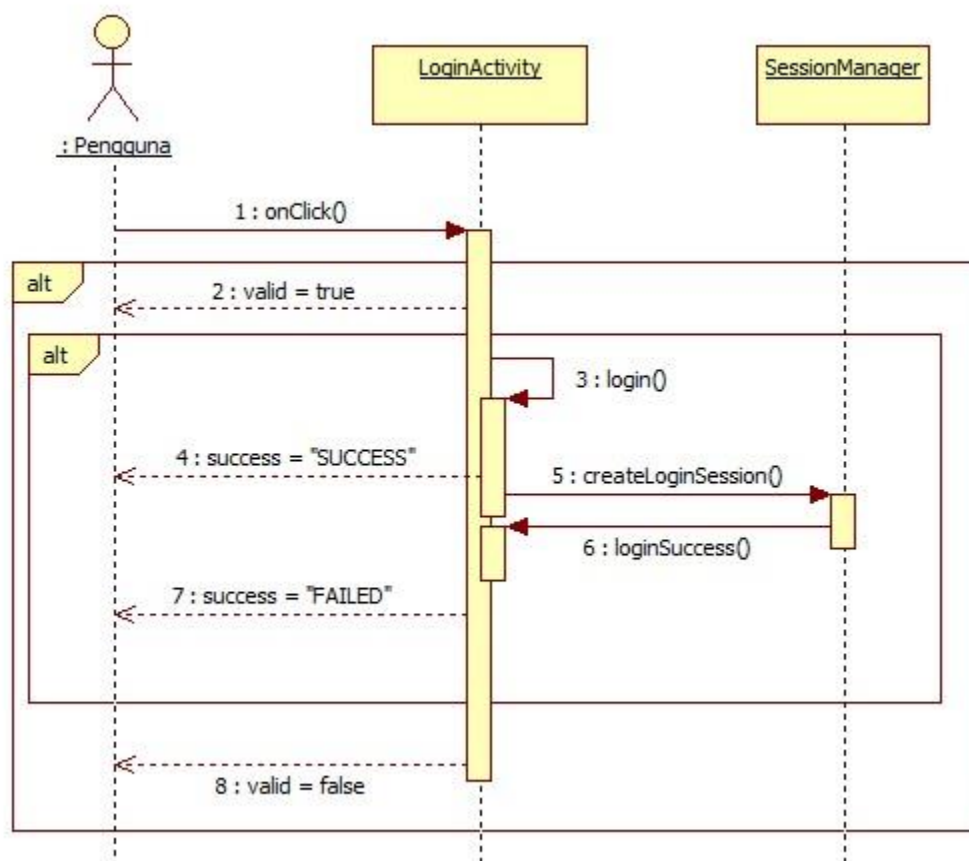 LoginActivity
SessionManager
: Pengguna
1 : onClick()
alt
2 : valid = true
alt
3 : login()
4 : success = "SUCCESS"
5 : createLoginSession()
6 : loginSuccess()
7 : success = "FAILED"
8 : valid = false